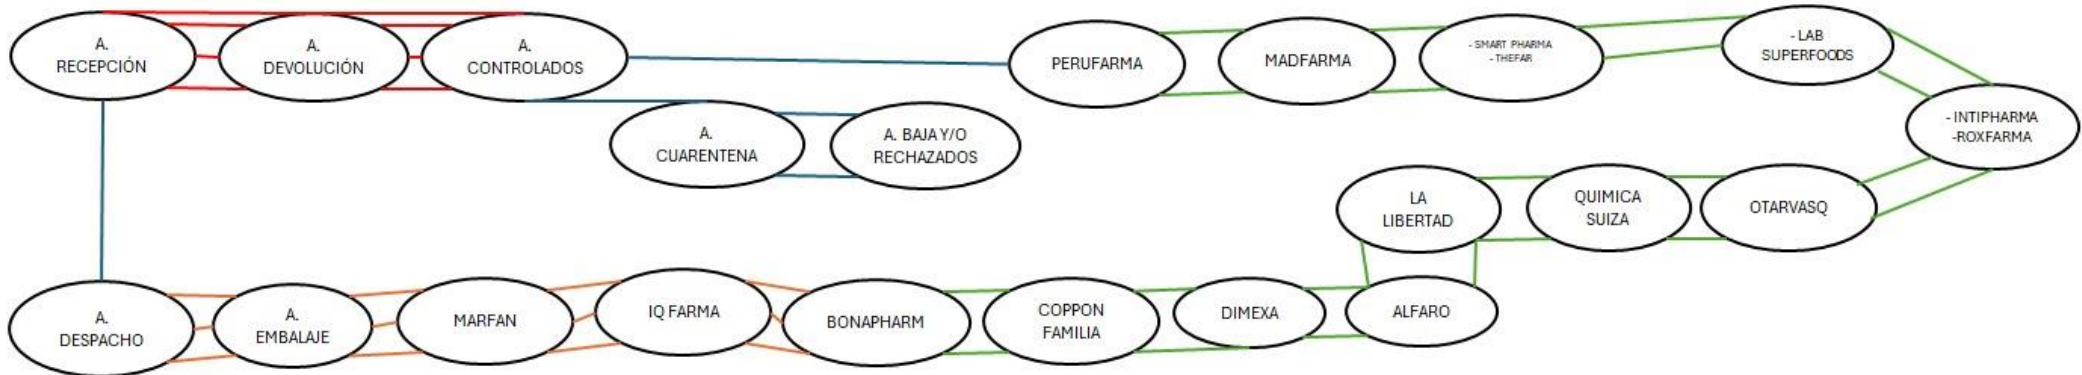 A.
RECEPCIÓN
A.
DEVOLUCIÓN
A.
CONTROLADOS
PERUFARMA
MADFARMA
- SMART PHARMA
- THEFAR
- LAB
SUPERFOODS
- INTIPHARMA
-ROXFARMA
A.
CUARENTENA
A. BAJA Y/O
RECHAZADOS
LA
LIBERTAD
QUIMICA
SUIZA
OTARVASQ
A.
DESPACHO
A.
EMBALAJE
MARFAN
IQ FARMA
BONAPHARM
COPPON
FAMILIA
DIMEXA
ALFARO